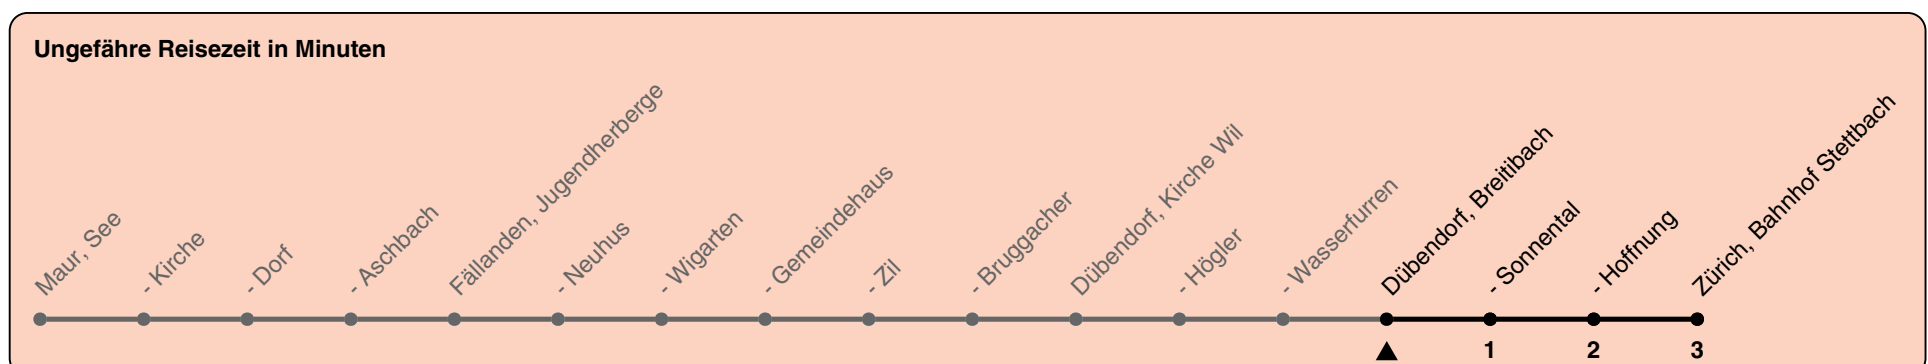 Ungefähre Reisezeit in Minuten
Maur, See
- Kirche
- Dorf
- Aschbach
Fällanden, Jugendherberge
- Neuhus
- Wigarten
- Gemeindehaus
- Zil
- Bruggacher
Dübendorf, Kirche Wil
- Högler
- Wasserfurren
Dübendorf, Breitibach
- Sonnental
- Hoffnung
Zürich, Bahnhof Stettbach
1 2 3